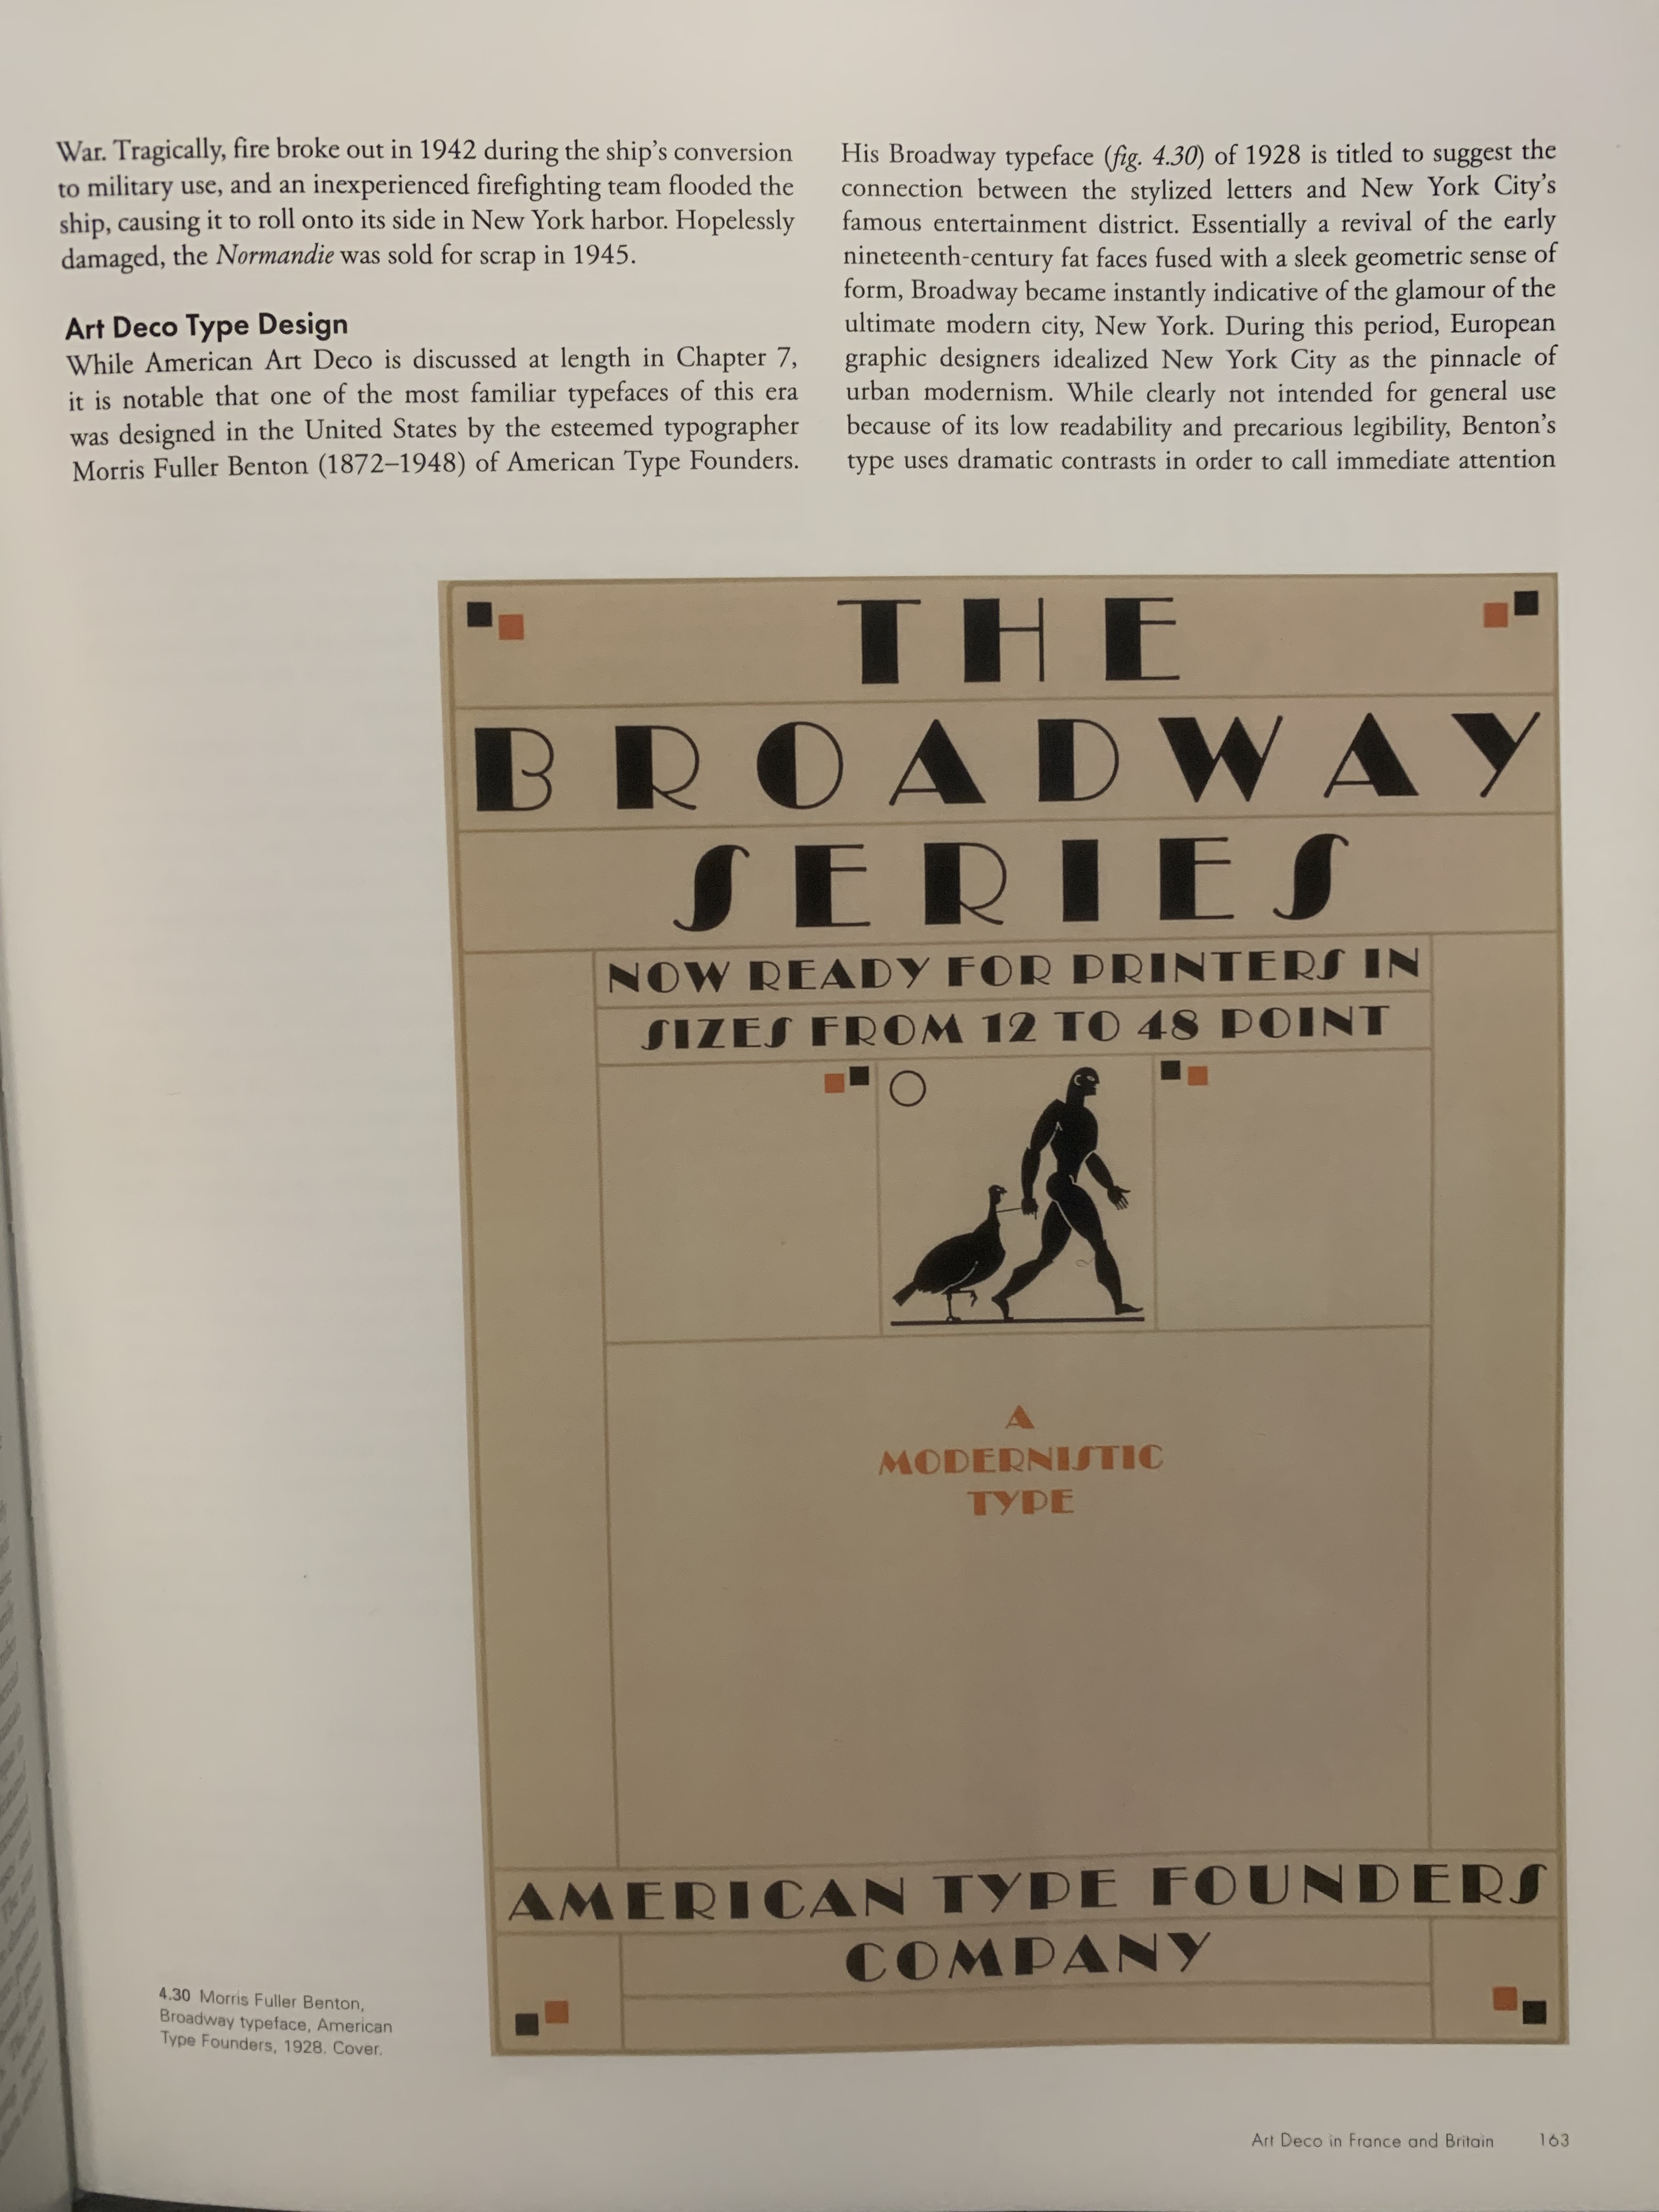 War. Tragically, fire broke out in 1942 during the ship's conversion
to military use, and an inexperienced firefighting team flooded the
ship, causing it to roll onto its side in New York harbor. Hopelessly
damaged, the Normandie was sold for scrap in 1945.
Art Deco Type Design
While American Art Deco is discussed at length in Chapter 7,
it is notable that one of the most familiar typefaces of this era
was designed in the United States by the esteemed typographer
Morris Fuller Benton (1872–1948) of American Type Founders.
His Broadway typeface (fig. 4.30) of 1928 is titled to suggest the
connection between the stylized letters and New York City's
famous entertainment district. Essentially a revival of the early
nineteenth-century fat faces fused with a sleek geometric sense of
form, Broadway became instantly indicative of the glamour of the
ultimate modern city, New York. During this period, European
graphic designers idealized New York City as the pinnacle of
urban modernism. While clearly not intended for general use
because of its low readability and precarious legibility, Benton's
type uses dramatic contrasts in order to call immediate attention
THE
BROADWAY
SERIES
NOW READY FOR PRINTERS IN
SIZES FROM 12 TO 48 POINT
A
MODERNISTIC
TYPE
AMERICAN TYPE FOUNDERS
COMPANY
4.30 Morris Fuller Benton,
Broadway typeface, American
Type Founders, 1928. Cover.
Art Deco in France and Britain 163